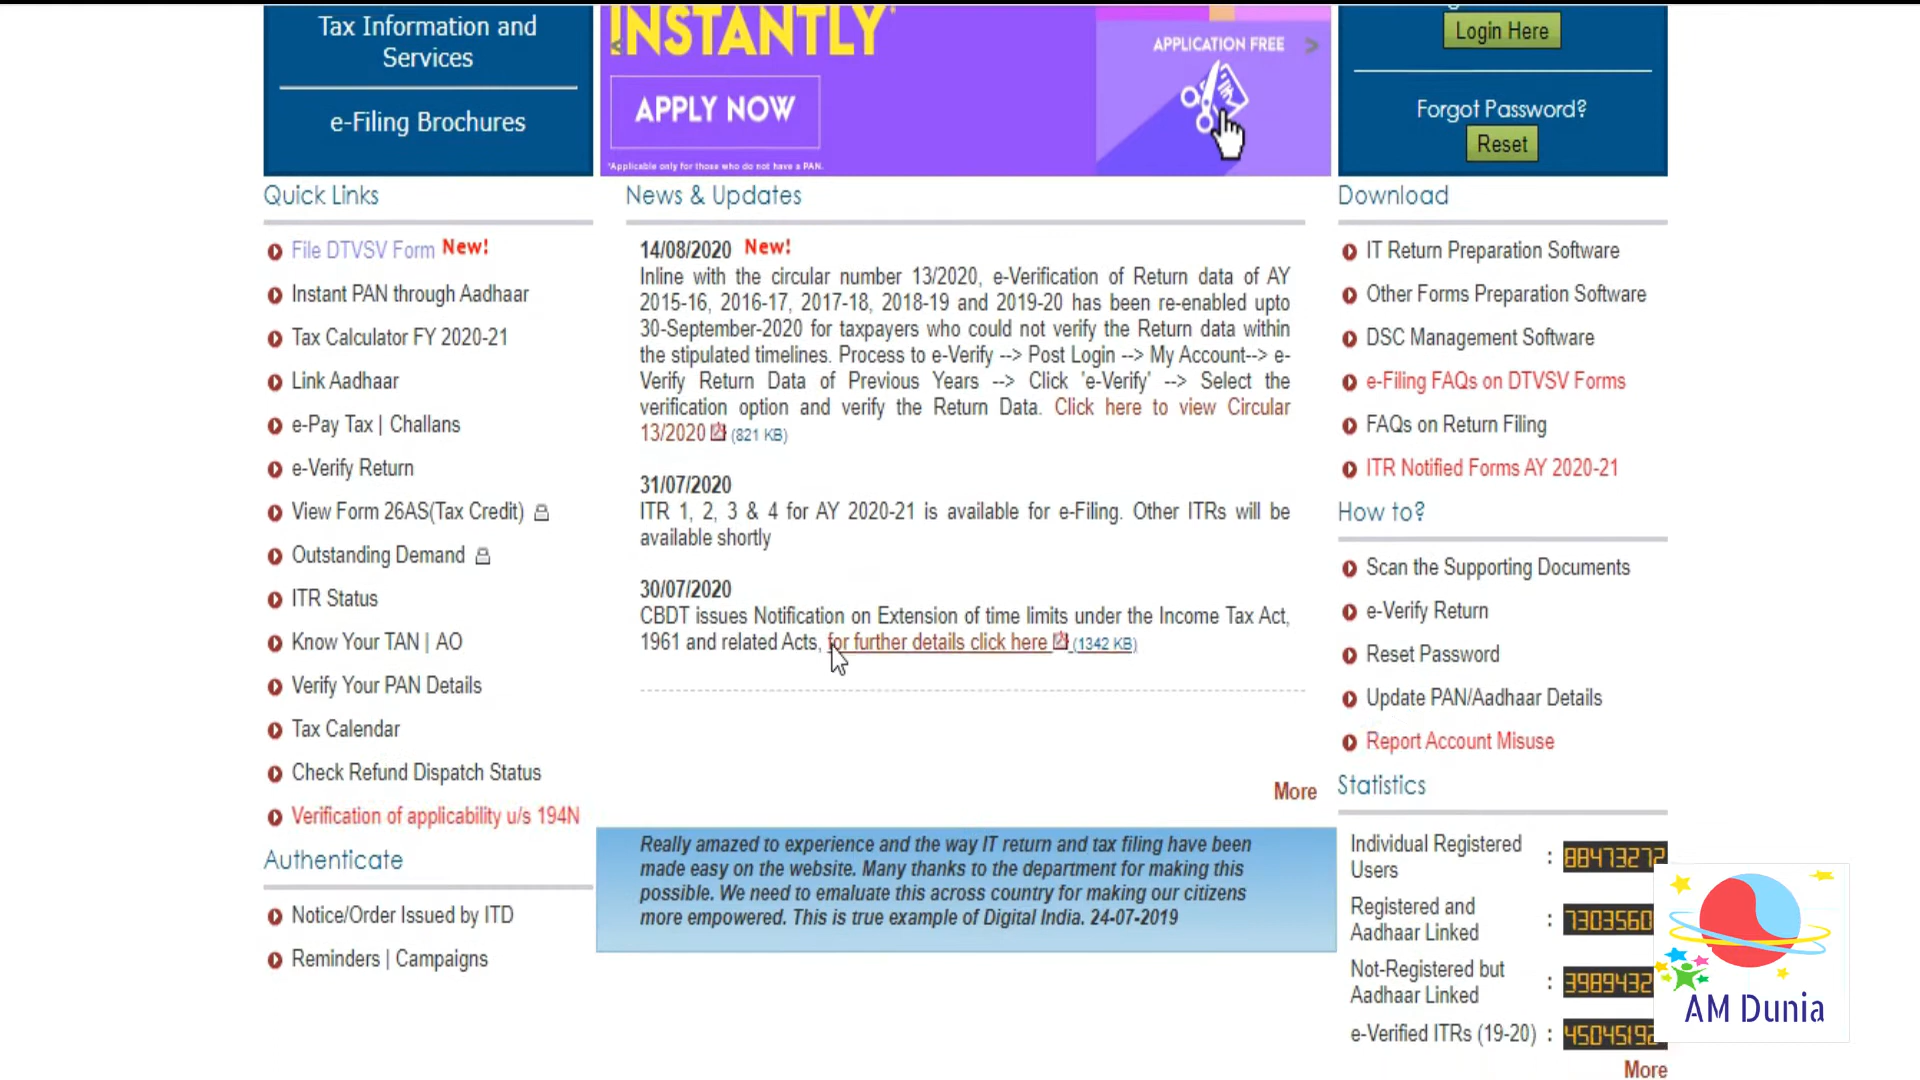 Tax Information and
Services
e-Filing Brochures
INSTANTLY*
APPLY NOW
*Applicable only for those who do not have a PAN.
APPLICATION FREE
Login Here
Forgot Password?
Reset
Quick Links
File DTVSV Form New!
Instant PAN through Aadhaar
Tax Calculator FY 2020-21
Link Aadhaar
e-Pay Tax | Challans
e-Verify Return
View Form 26AS(Tax Credit)
Outstanding Demand
ITR Status
Know Your TAN | AO
Verify Your PAN Details
Tax Calendar
Check Refund Dispatch Status
Verification of applicability u/s 194N
Authenticate
Notice/Order Issued by ITD
Reminders | Campaigns
News & Updates
14/08/2020 New!
Inline with the circular number 13/2020, e-Verification of Return data of AY
2015-16, 2016-17, 2017-18, 2018-19 and 2019-20 has been re-enabled upto
30-September-2020 for taxpayers who could not verify the Return data within
the stipulated timelines. Process to e-Verify --> Post Login --> My Account--> e-
Verify Return Data of Previous Years --> Click 'e-Verify' --> Select the
verification option and verify the Return Data. Click here to view Circular
13/2020 (821 KB)
31/07/2020
ITR 1, 2, 3 & 4 for AY 2020-21 is available for e-Filing. Other ITRs will be
available shortly
30/07/2020
CBDT issues Notification on Extension of time limits under the Income Tax Act,
1961 and related Acts, for further details click here (1342 KB)
More
Really amazed to experience and the way IT return and tax filing have been
made easy on the website. Many thanks to the department for making this
possible. We need to emaluate this across country for making our citizens
more empowered. This is true example of Digital India. 24-07-2019
Download
IT Return Preparation Software
Other Forms Preparation Software
DSC Management Software
e-Filing FAQs on DTVSV Forms
FAQs on Return Filing
ITR Notified Forms AY 2020-21
How to?
Scan the Supporting Documents
e-Verify Return
Reset Password
Update PAN/Aadhaar Details
Report Account Misuse
Statistics
Individual Registered
Users : 88473272
Registered and
Aadhaar Linked : 7303560
Not-Registered but
Aadhaar Linked : 3989432
e-Verified ITRs (19-20) : 45045192
More
AM Dunia